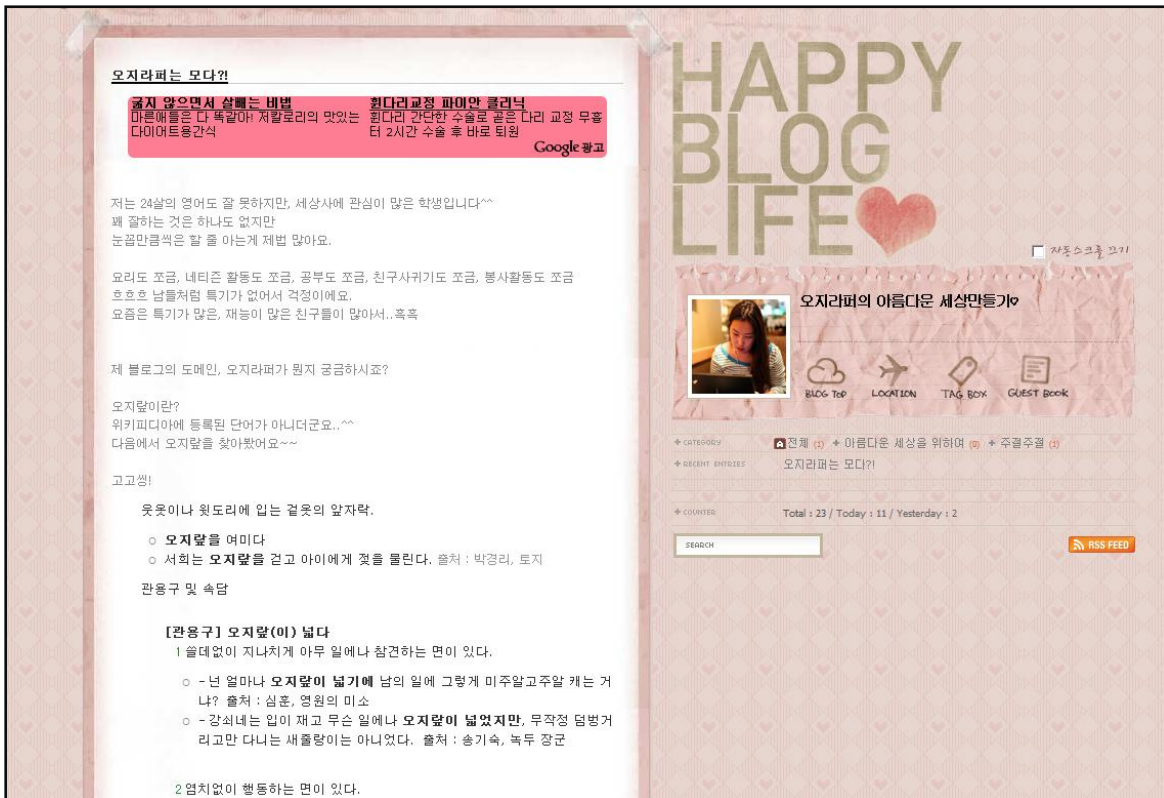 오지라퍼는 모다?!
굶지 않으면서 살빼는 비법
마른애들은 다 똑같아! 저칼로리의 맛있는
다이어트용간식
휜다리교정 파미안 클리닉
휜다리 간단한 수술로 곧은 다리 교정 무흉
터 2시간 수술 후 바로 퇴원
Google 광고
저는 24살의 영어도 잘 못하지만, 세상사에 관심이 많은 학생입니다^^
꽤 잘하는 것은 하나도 없지만
눈꼽만큼씩은 할 줄 아는게 제법 많아요.
요리도 쪼금, 네티즌 활동도 쪼금, 공부도 쪼금, 친구사귀기도 쪼금, 봉사활동도 쪼금
흐흐흐 남들처럼 특기가 없어서 걱정이에요.
요즘은 특기가 많은, 재능이 많은 친구들이 많아서..흑흑
제 블로그의 도메인, 오지라퍼가 뭔지 궁금하시죠?
오지랖이란?
위키피디아에 등록된 단어가 아니더군요..^^
다음에서 오지랖을 찾아봤어요~~
고고씽!
웃옷이나 윗도리에 입는 겉옷의 앞자락.
○ 오지랖을 여미다
○ 서희는 오지랖을 걷고 아이에게 젖을 물린다. 출처 : 박경리, 토지
관용구 및 속담
[관용구] 오지랖(이) 넓다
1 쓸데없이 지나치게 아무 일에나 참견하는 면이 있다.
○ - 넌 얼마나 오지랖이 넓기에 남의 일에 그렇게 미주알고주알 캐는 거
냐? 출처 : 심훈, 영원의 미소
○ - 강쇠네는 입이 재고 무슨 일에나 오지랖이 넓었지만, 무작정 덤벙거
리고만 다니는 새줄랑이는 아니었다. 출처 : 송기숙, 녹두 장군
2 염치없이 행동하는 면이 있다.
HAPPY
BLOG
LIFE
자동스크롤 끄기
오지라퍼의 아름다운 세상만들기♡
BLOG TOP LOCATION TAG BOX GUEST BOOK
+ CATEGORY 전체 (1) + 아름다운 세상을 위하여 (0) + 주절주절 (1)
+ RECENT ENTRIES 오지라퍼는 모다?!
+ COUNTER Total : 23 / Today : 11 / Yesterday : 2
SEARCH
RSS FEED